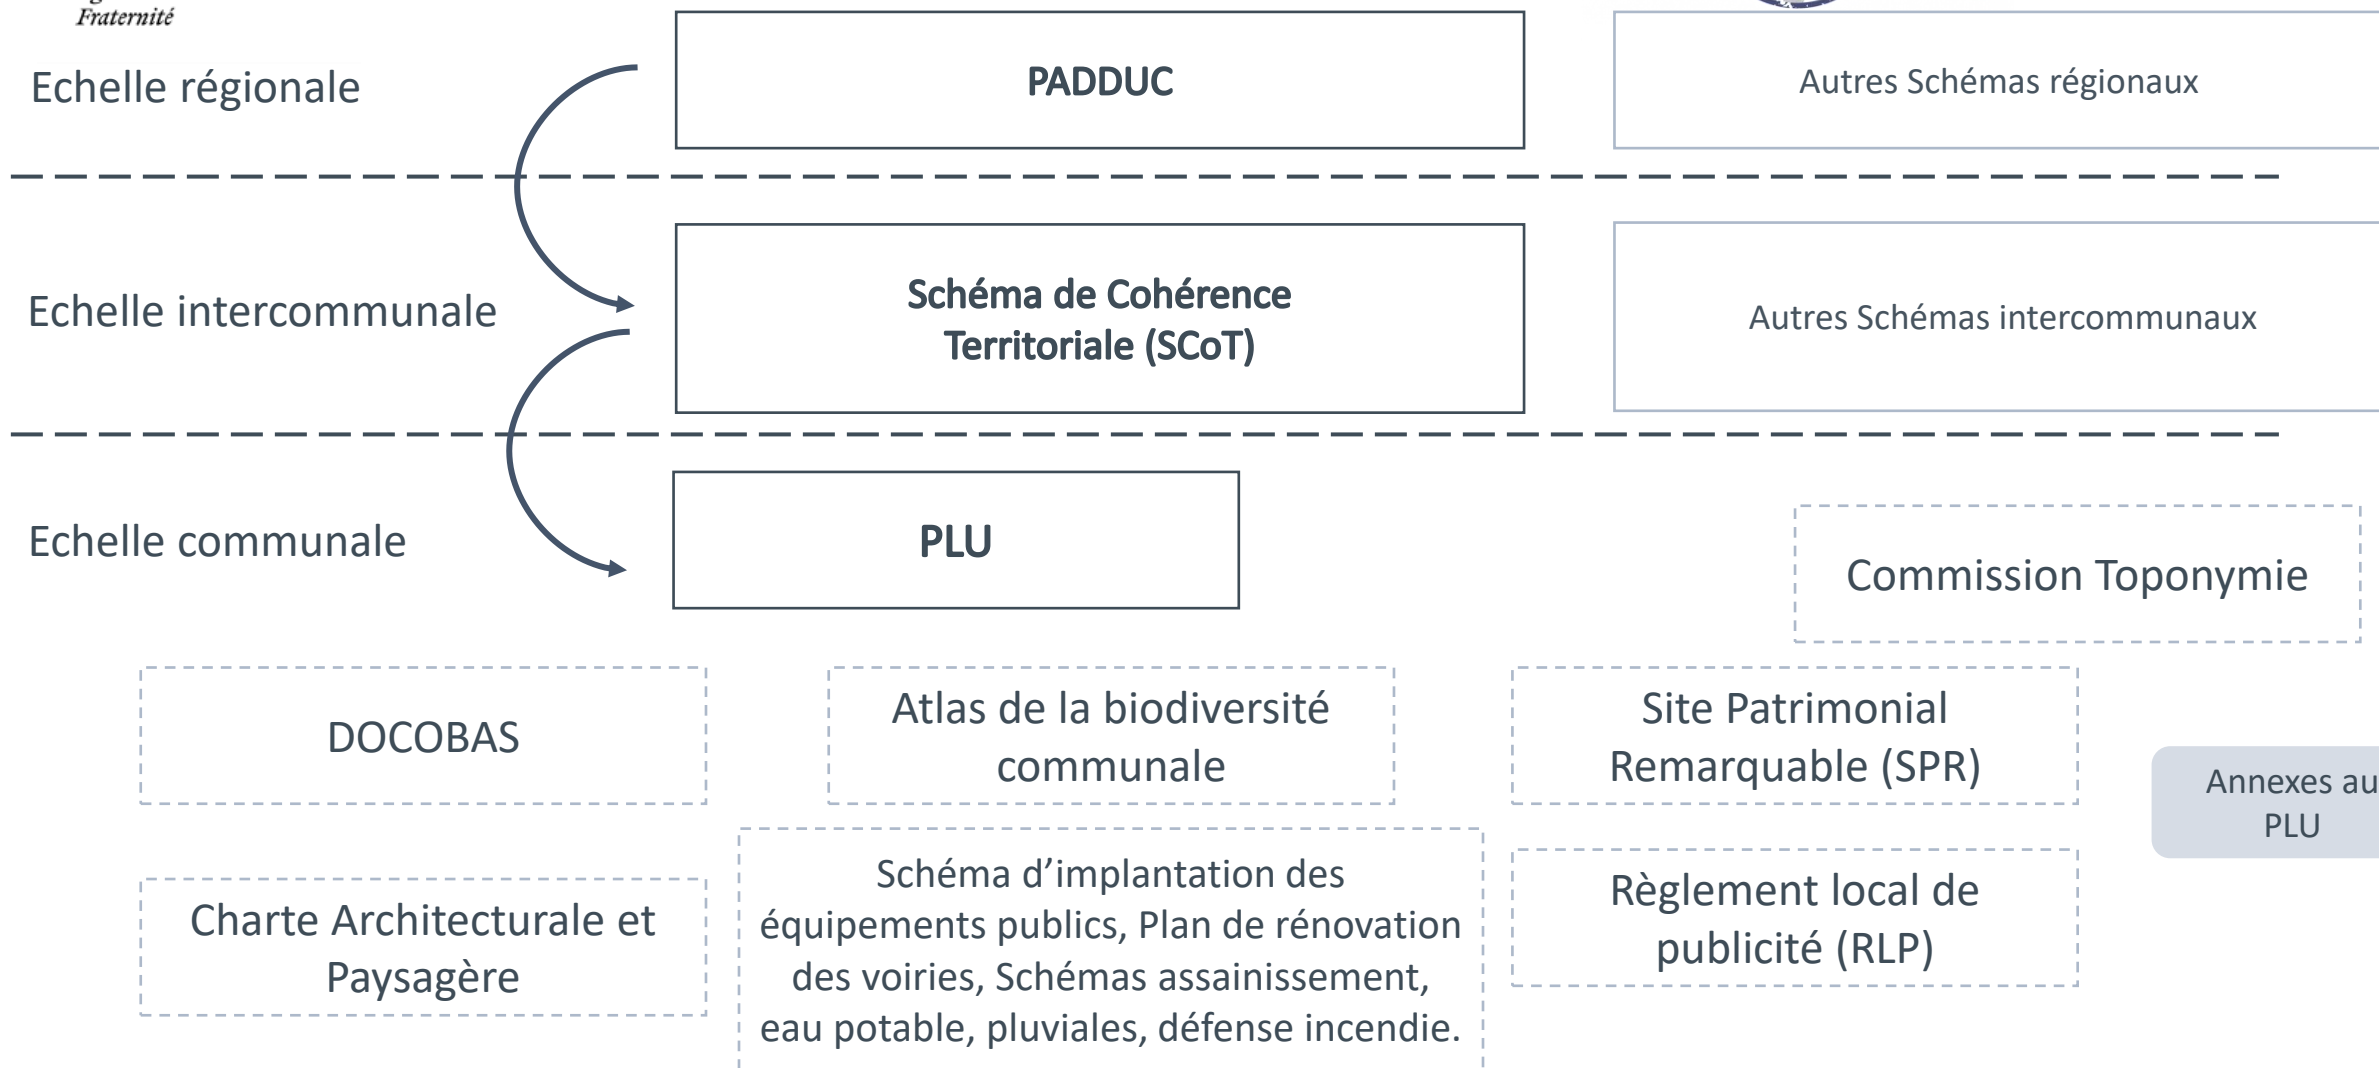 Fraternité
Echelle régionale
PADDUC
Autres Schémas régionaux
Echelle intercommunale
Schéma de Cohérence
Territoriale (SCoT)
Autres Schémas intercommunaux
Echelle communale
PLU
Commission Toponymie
DOCOBAS
Atlas de la biodiversité
communale
Site Patrimonial
Remarquable (SPR)
Annexes au
PLU
Charte Architecturale et
Paysagère
Schéma d’implantation des
équipements publics, Plan de rénovation
des voiries, Schémas assainissement,
eau potable, pluviales, défense incendie.
Règlement local de
publicité (RLP)